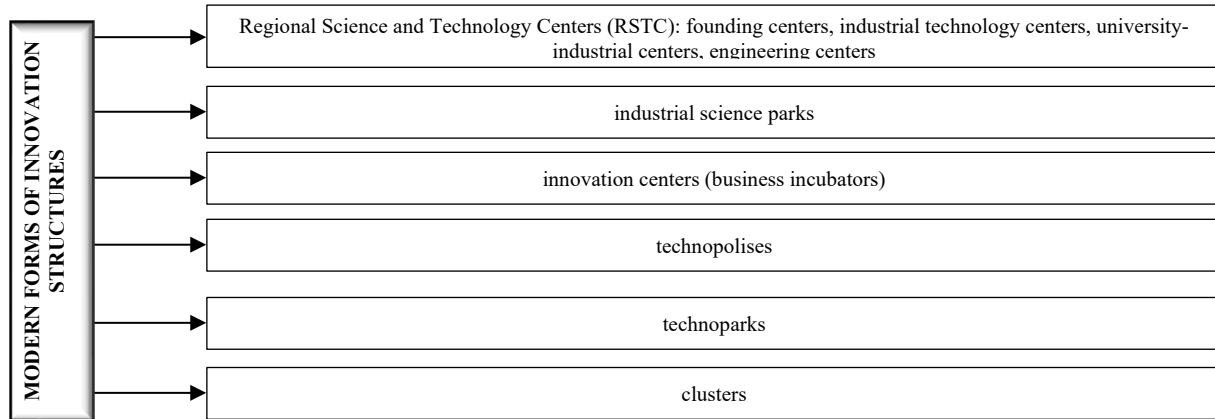 MODERN FORMS OF INNOVATION
STRUCTURES
Regional Science and Technology Centers (RSTC): founding centers, industrial technology centers, university-
industrial centers, engineering centers
industrial science parks
innovation centers (business incubators)
technopolises
technoparks
clusters